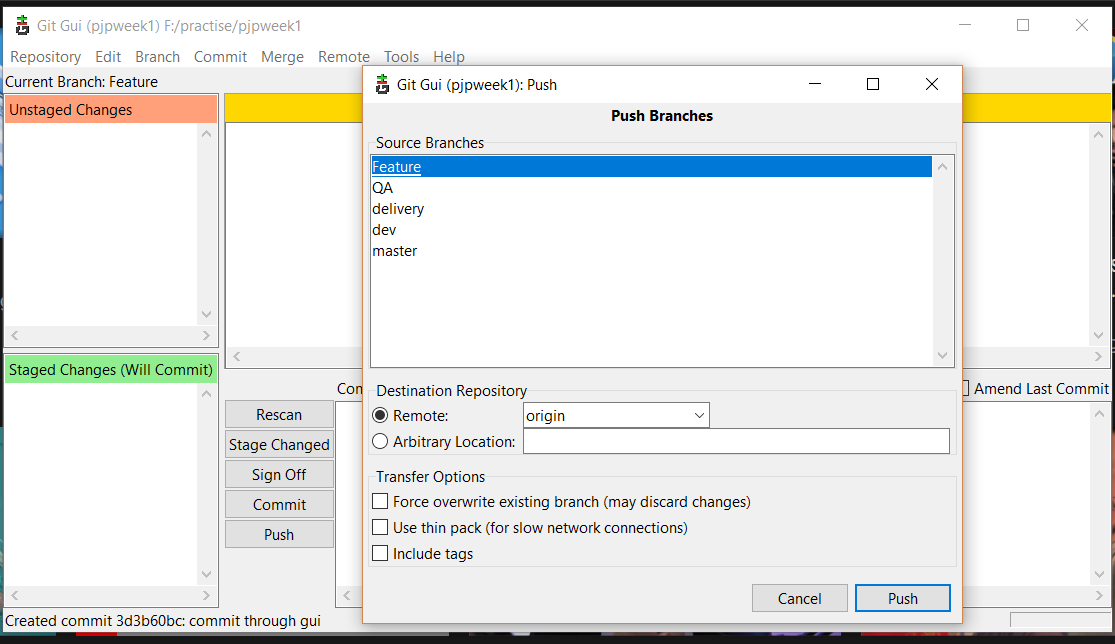 Git Gui (pjpweek1) F:/practise/pjpweek1
Repository Edit Branch Commit Merge Remote Tools Help
Current Branch: Feature
Unstaged Changes
Staged Changes (Will Commit)
Rescan
Stage Changed
Sign Off
Commit
Push
Amend Last Commit
Created commit 3d3b60bc: commit through gui
Git Gui (pjpweek1): Push
Push Branches
Source Branches
Feature
QA
delivery
dev
master
Destination Repository
Remote: origin
Arbitrary Location:
Transfer Options
Force overwrite existing branch (may discard changes)
Use thin pack (for slow network connections)
Include tags
Cancel Push